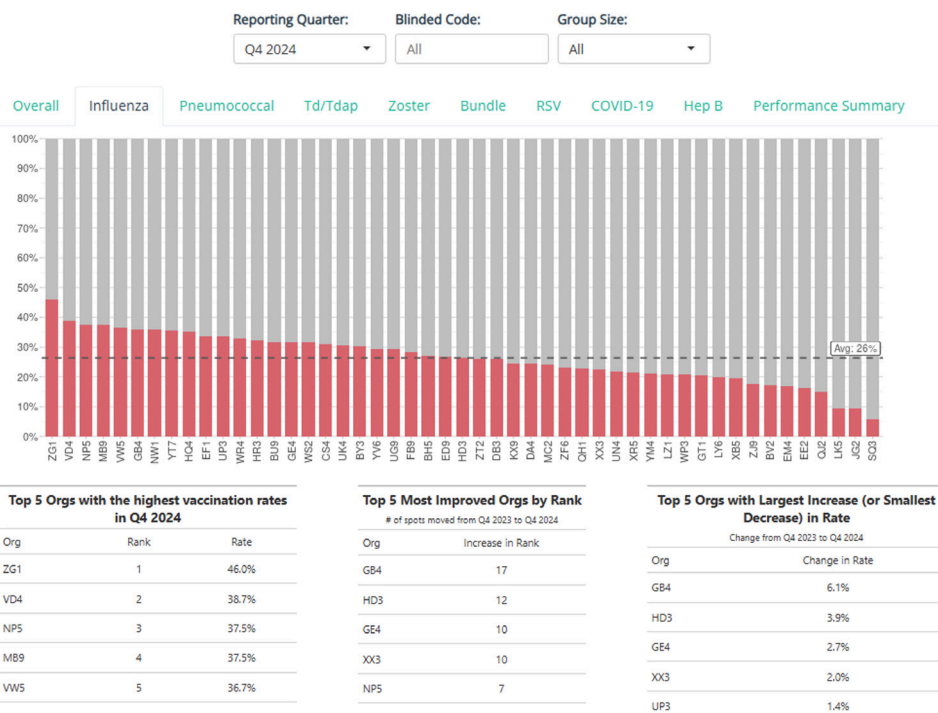 Reporting Quarter: Blinded Code: Group Size:
Q4 2024 All All
Overall Influenza Pneumococcal Td/Tdap Zoster Bundle RSV COVID-19 Hep B Performance Summary
100%
90%
80%
70%
60%
50%
40%
30%
20%
10%
0%
Avg: 26%
ZG1 VD4 NP5 MB9 VW5 GB4 NW1 YT7 HQ4 EF1 UP3 WR4 HR3 BU9 GE4 WS2 CS4 UK4 BY3 YV6 UG9 FB9 BH5 ED9 HD3 ZT2 DB3 KX9 DA4 MC2 ZF6 QH1 XX3 UN4 XR5 YM4 LZ1 WP3 GT1 LY6 XB5 ZJ9 BV2 EM4 EE2 QJ2 LK5 JG2 SQ3
Top 5 Orgs with the highest vaccination rates
in Q4 2024
Org Rank Rate
ZG1 1 46.0%
VD4 2 38.7%
NP5 3 37.5%
MB9 4 37.5%
VW5 5 36.7%
Top 5 Most Improved Orgs by Rank
# of spots moved from Q4 2023 to Q4 2024
Org Increase in Rank
GB4 17
HD3 12
GE4 10
XX3 10
NP5 7
Top 5 Orgs with Largest Increase (or Smallest
Decrease) in Rate
Change from Q4 2023 to Q4 2024
Org Change in Rate
GB4 6.1%
HD3 3.9%
GE4 2.7%
XX3 2.0%
UP3 1.4%